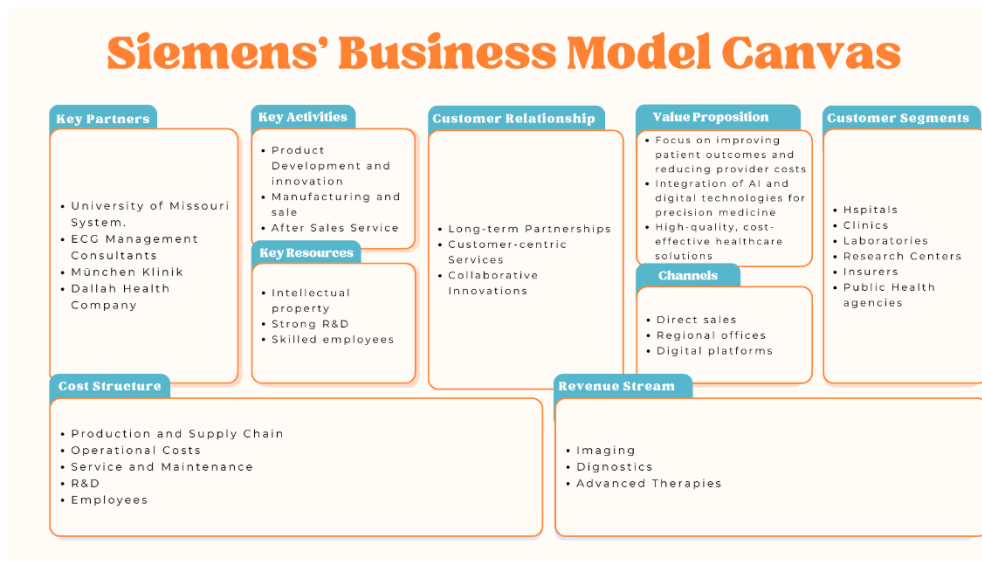 Siemens' Business Model Canvas
Key Partners
• University of Missouri
System.
• ECG Management
Consultants
• München Klinik
• Dallah Health
Company
Key Activities
• Product
Development and
innovation
• Manufacturing and
sale
• After Sales Service
Key Resources
• Intellectual
property
• Strong R&D
• Skilled employees
Customer Relationship
• Long-term Partnerships
• Customer-centric
Services
• Collaborative
Innovations
Value Proposition
• Focus on improving
patient outcomes and
reducing provider costs
• Integration of AI and
digital technologies for
precision medicine
• High-quality, cost-
effective healthcare
solutions
Channels
• Direct sales
• Regional offices
• Digital platforms
Customer Segments
• Hspitals
• Clinics
• Laboratories
• Research Centers
• Insurers
• Public Health
agencies
Cost Structure
• Production and Supply Chain
• Operational Costs
• Service and Maintenance
• R&D
• Employees
Revenue Stream
• Imaging
• Dignostics
• Advanced Therapies